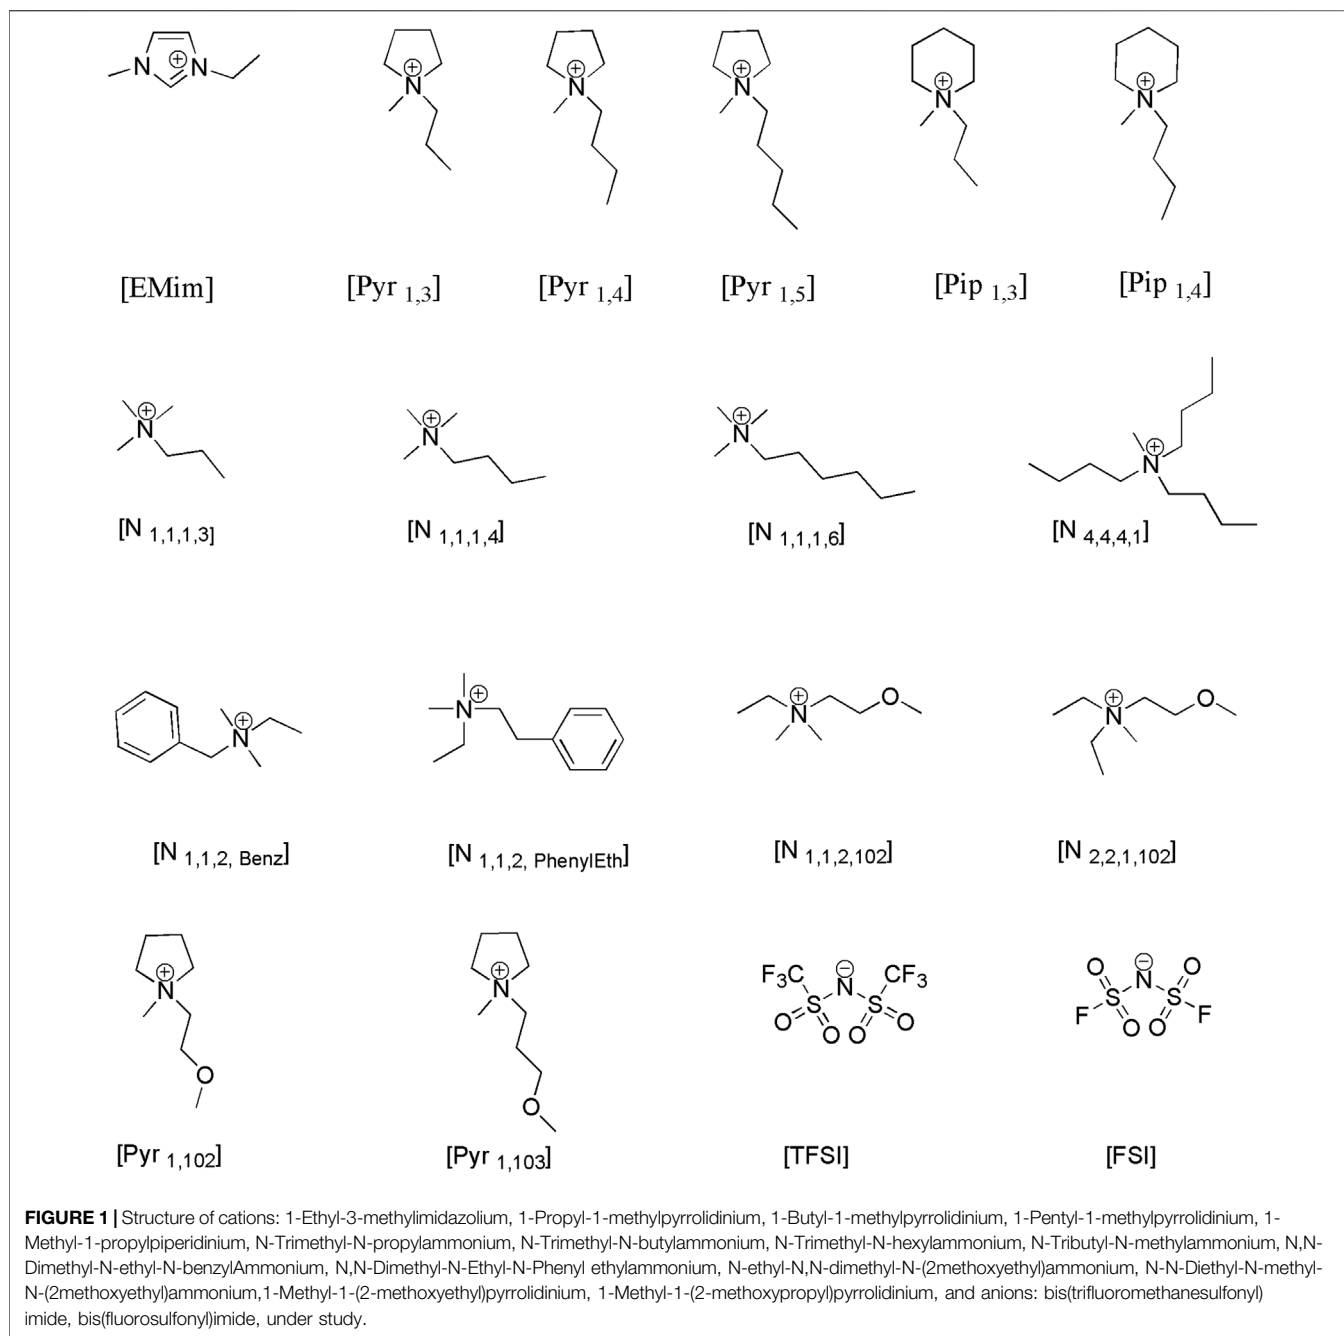 N ⊕ N
⊕ N
⊕ N
⊕ N
⊕ N
⊕ N
[EMim] [Pyr 1,3] [Pyr 1,4] [Pyr 1,5] [Pip 1,3] [Pip 1,4]
⊕ N
⊕ N
⊕ N
⊕ N
[N 1,1,1,3] [N 1,1,1,4] [N 1,1,1,6] [N 4,4,4,1]
N ⊕
N ⊕
⊕ N O
⊕ N O
[N 1,1,2, Benz] [N 1,1,2, PhenylEth] [N 1,1,2,102] [N 2,2,1,102]
⊕ N O
⊕ N O
F3C ⊖ CF3
S N S
O O O O
O ⊖ O
S N S
F O O F
[Pyr 1,102] [Pyr 1,103] [TFSI] [FSI]
FIGURE 1 | Structure of cations: 1-Ethyl-3-methylimidazolium, 1-Propyl-1-methylpyrrolidinium, 1-Butyl-1-methylpyrrolidinium, 1-Pentyl-1-methylpyrrolidinium, 1-
Methyl-1-propylpiperidinium, N-Trimethyl-N-propylammonium, N-Trimethyl-N-butylammonium, N-Trimethyl-N-hexylammonium, N-Tributyl-N-methylammonium, N,N-
Dimethyl-N-ethyl-N-benzylAmmonium, N,N-Dimethyl-N-Ethyl-N-Phenyl ethylammonium, N-ethyl-N,N-dimethyl-N-(2methoxyethyl)ammonium, N-N-Diethyl-N-methyl-
N-(2methoxyethyl)ammonium,1-Methyl-1-(2-methoxyethyl)pyrrolidinium, 1-Methyl-1-(2-methoxypropyl)pyrrolidinium, and anions: bis(trifluoromethanesulfonyl)
imide, bis(fluorosulfonyl)imide, under study.